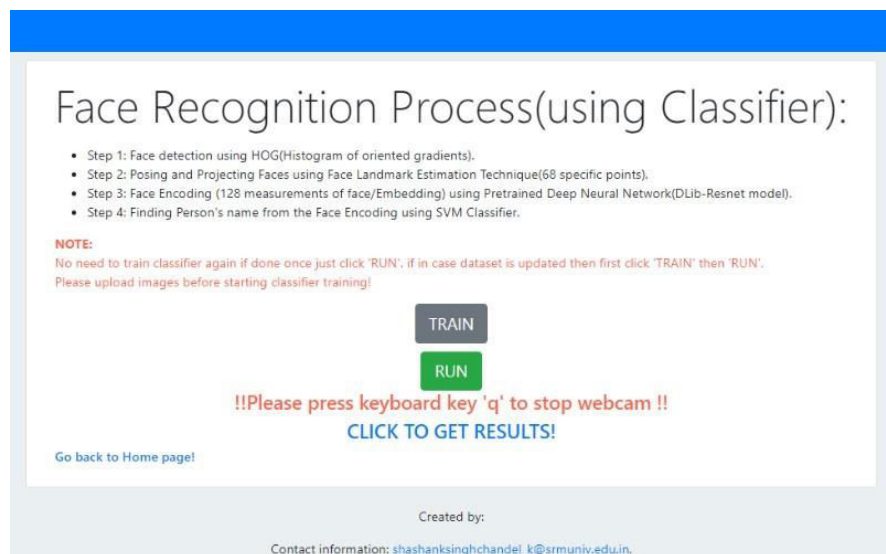 Face Recognition Process(using Classifier):
• Step 1: Face detection using HOG(Histogram of oriented gradients).
• Step 2: Posing and Projecting Faces using Face Landmark Estimation Technique(68 specific points).
• Step 3: Face Encoding (128 measurements of face/Embedding) using Pretrained Deep Neural Network(DLib-Resnet model).
• Step 4: Finding Person's name from the Face Encoding using SVM Classifier.
NOTE:
No need to train classifier again if done once just click 'RUN', if in case dataset is updated then first click 'TRAIN' then 'RUN'.
Please upload images before starting classifier training!
TRAIN
RUN
!!Please press keyboard key 'q' to stop webcam !!
CLICK TO GET RESULTS!
Go back to Home page!
Created by:
Contact information: shashanksinghchandel_k@srmuniv.edu.in.